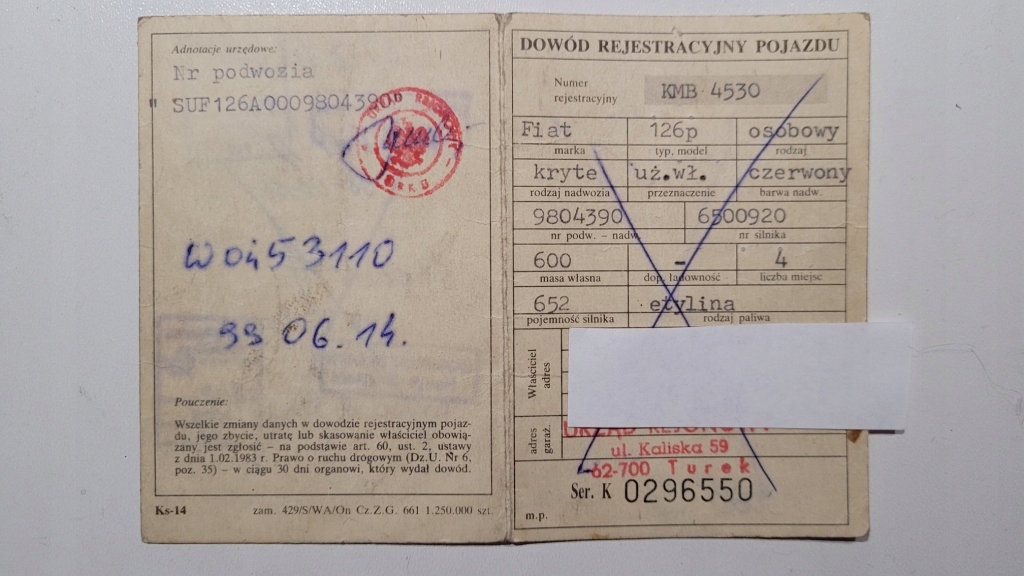 Adnotacje urzędowe:
Nr podwozia
" SUF126A0009804390
W0453110
99 06.14.
Pouczenie:
Wszelkie zmiany danych w dowodzie rejestracyjnym pojaz-
du, jego zbycie, utratę lub skasowanie właściciel obowią-
zany jest zgłosić – na podstawie art. 60, ust. 2, ustawy
z dnia 1.02.1983 r. Prawo o ruchu drogowym (Dz.U. Nr 6,
poz. 35) – w ciągu 30 dni organowi, który wydał dowód.
Ks-14 zam. 429/S/WA/On Cz.Z.G. 661 1.250.000 szt.
DOWÓD REJESTRACYJNY POJAZDU
Numer
rejestracyjny KMB 4530
Fiat 126p osobowy
marka typ, model rodzaj
kryte uż.wł. czerwony
rodzaj nadwozia przeznaczenie barwa nadw.
9804390 6500920
nr podw. – nadw. nr silnika
600 – 4
masa własna dop. ładowność liczba miejsc
652 etylina
pojemność silnika rodzaj paliwa
Właściciel
adres
adres
garaż.
ul. Kaliska 59
62-700 Turek
Ser. K 0296550
m.p.